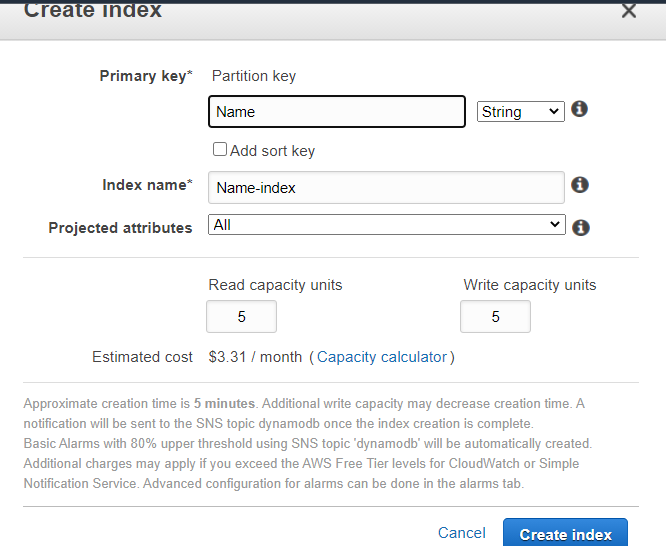 Create index
Primary key* Partition key
Name String
Add sort key
Index name* Name-index
Projected attributes All
Read capacity units Write capacity units
5 5
Estimated cost $3.31 / month ( Capacity calculator )
Approximate creation time is 5 minutes. Additional write capacity may decrease creation time. A
notification will be sent to the SNS topic dynamodb once the index creation is complete.
Basic Alarms with 80% upper threshold using SNS topic 'dynamodb' will be automatically created.
Additional charges may apply if you exceed the AWS Free Tier levels for CloudWatch or Simple
Notification Service. Advanced configuration for alarms can be done in the alarms tab.
Cancel Create index